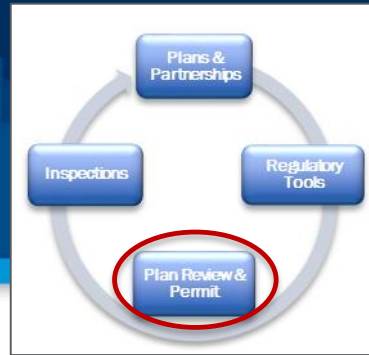 Plans &
Partnerships
Inspections
Regulatory
Tools
Plan Review &
Permit